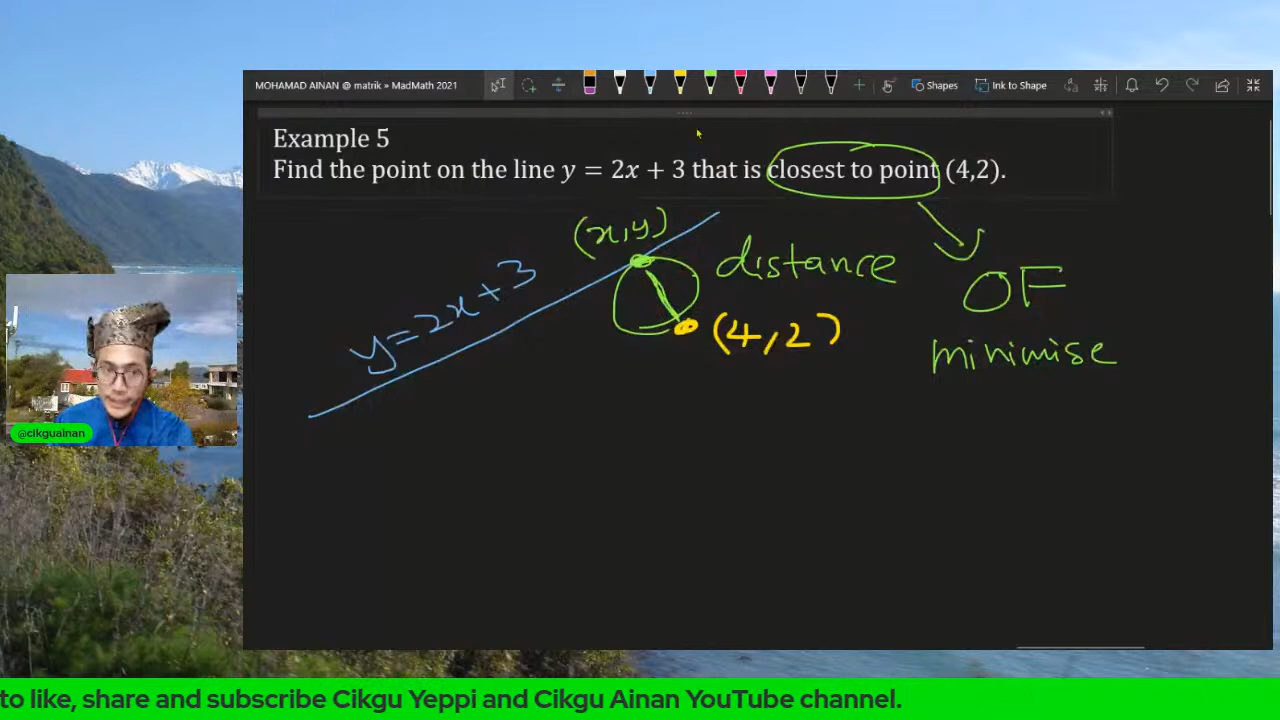 MOHAMAD AINAN @ matrik » MadMath 2021
Shapes
Ink to Shape
Example 5
Find the point on the line y = 2x + 3 that is closest to point (4,2).
(x,y)
distance
y=2x+3
OF
(4,2)
minimise
@cikguainan
to like, share and subscribe Cikgu Yeppi and Cikgu Ainan YouTube channel.